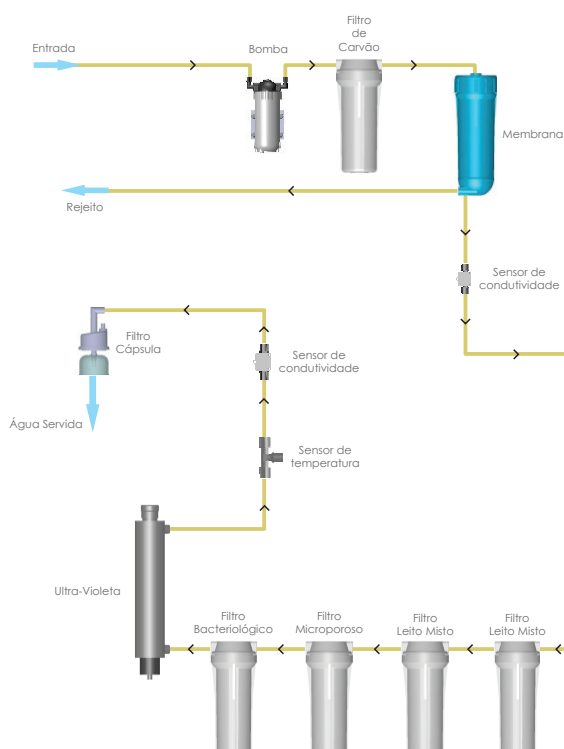 Filtro
de
Carvão
Entrada
Bomba
Membrana
Rejeito
Sensor de
condutividade
Filtro
Cápsula
Sensor de
condutividade
Água Servida
Sensor de
temperatura
Ultra-Violeta
Filtro
Bacteriológico
Filtro
Microporoso
Filtro
Leito Misto
Filtro
Leito Misto